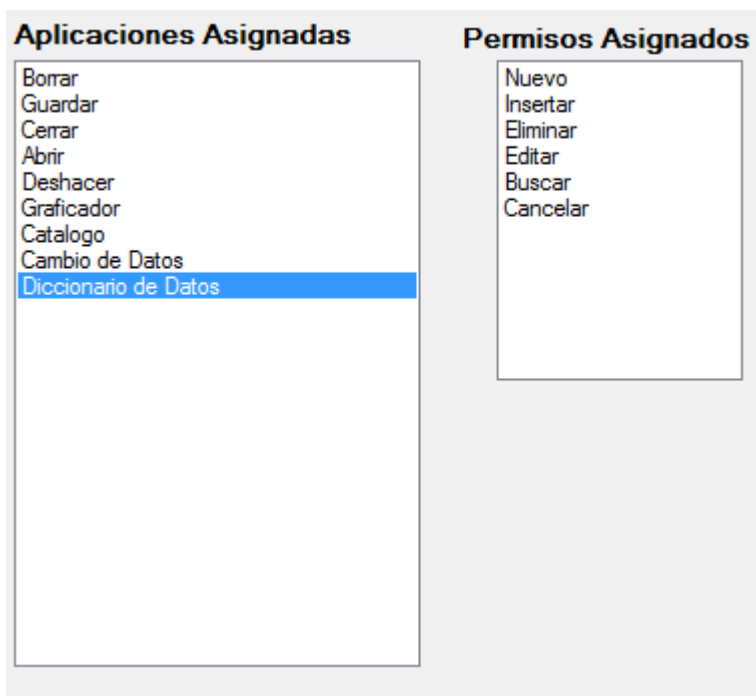 Aplicaciones Asignadas
Borrar
Guardar
Cerrar
Abrir
Deshacer
Graficador
Catalogo
Cambio de Datos
Diccionario de Datos
Permisos Asignados
Nuevo
Insertar
Eliminar
Editar
Buscar
Cancelar